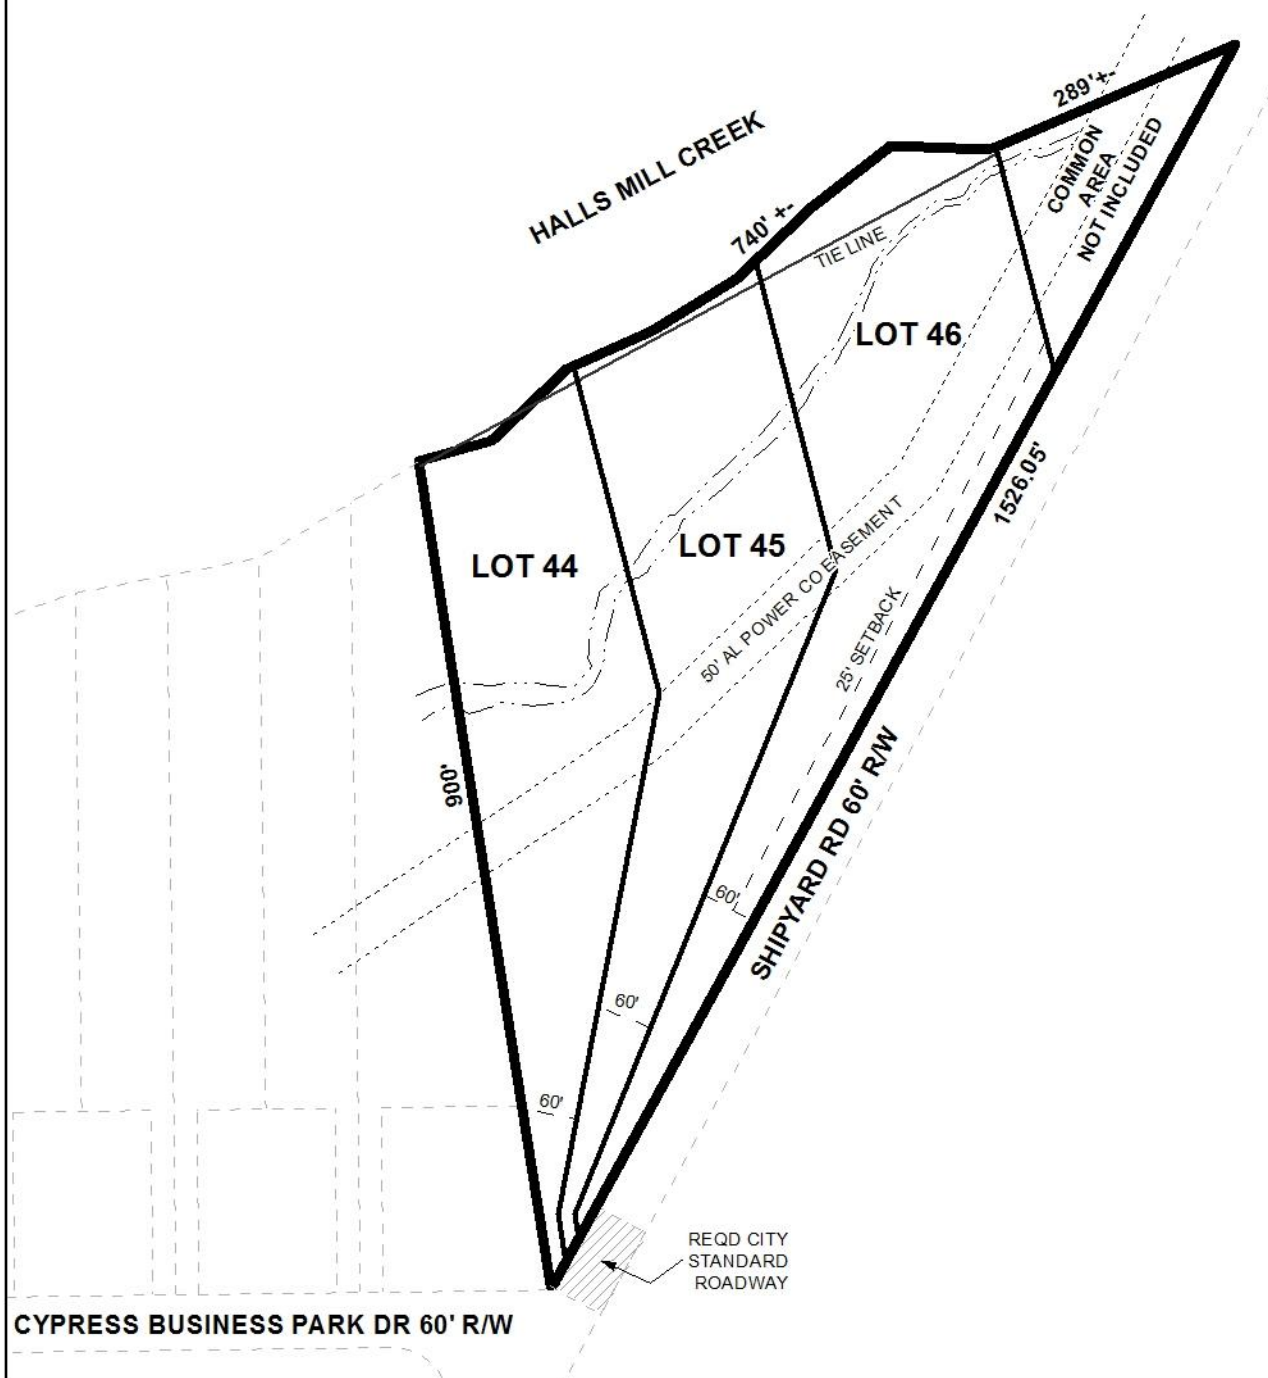 289'+-
HALLS MILL CREEK
740' +-
TIE LINE
COMMON
AREA
NOT INCLUDED
LOT 46
1526.05'
LOT 45
LOT 44
50' AL POWER CO EASEMENT
25' SETBACK
900'
SHIPYARD RD 60' R/W
60'
60'
60'
REQD CITY
STANDARD
ROADWAY
CYPRESS BUSINESS PARK DR 60' R/W